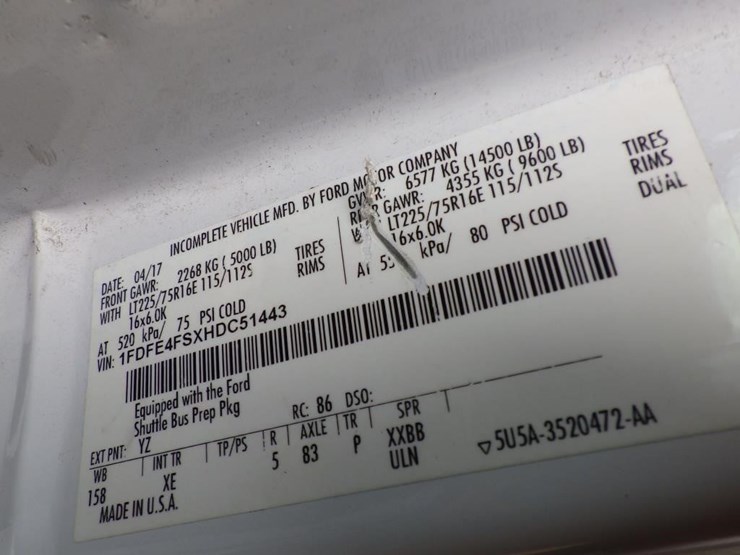 INCOMPLETE VEHICLE MFD. BY FORD MOTOR COMPANY
DATE: 04/17 GVWR: 6577 KG (14500 LB)
FRONT GAWR: 2268 KG (5000 LB) REAR GAWR: 4355 KG (9600 LB)
WITH LT225/75R16E 115/112S TIRES LT225/75R16E 115/112S TIRES
16x6.0K RIMS 16x6.0K RIMS
AT 520 kPa/ 75 PSI COLD AT kPa/ 80 PSI COLD DUAL
VIN: 1FDFE4FSXHDC51443
Equipped with the Ford
Shuttle Bus Prep Pkg
EXT PNT: YZ RC: 86 DSO:
WB INT TR TP/PS R AXLE TR SPR
158 XE 5 83 P XXBB
ULN
MADE IN U.S.A. 5U5A-3520472-AA